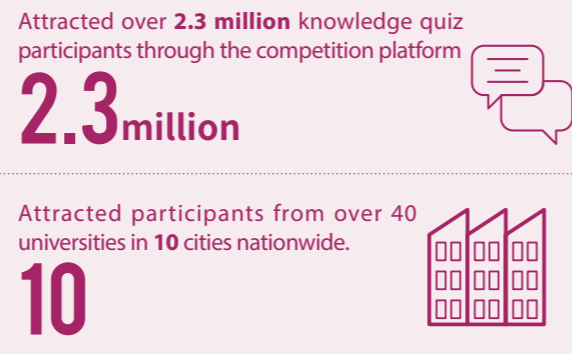 Attracted over 2.3 million knowledge quiz
participants through the competition platform
2.3million
Attracted participants from over 40
universities in 10 cities nationwide.
10